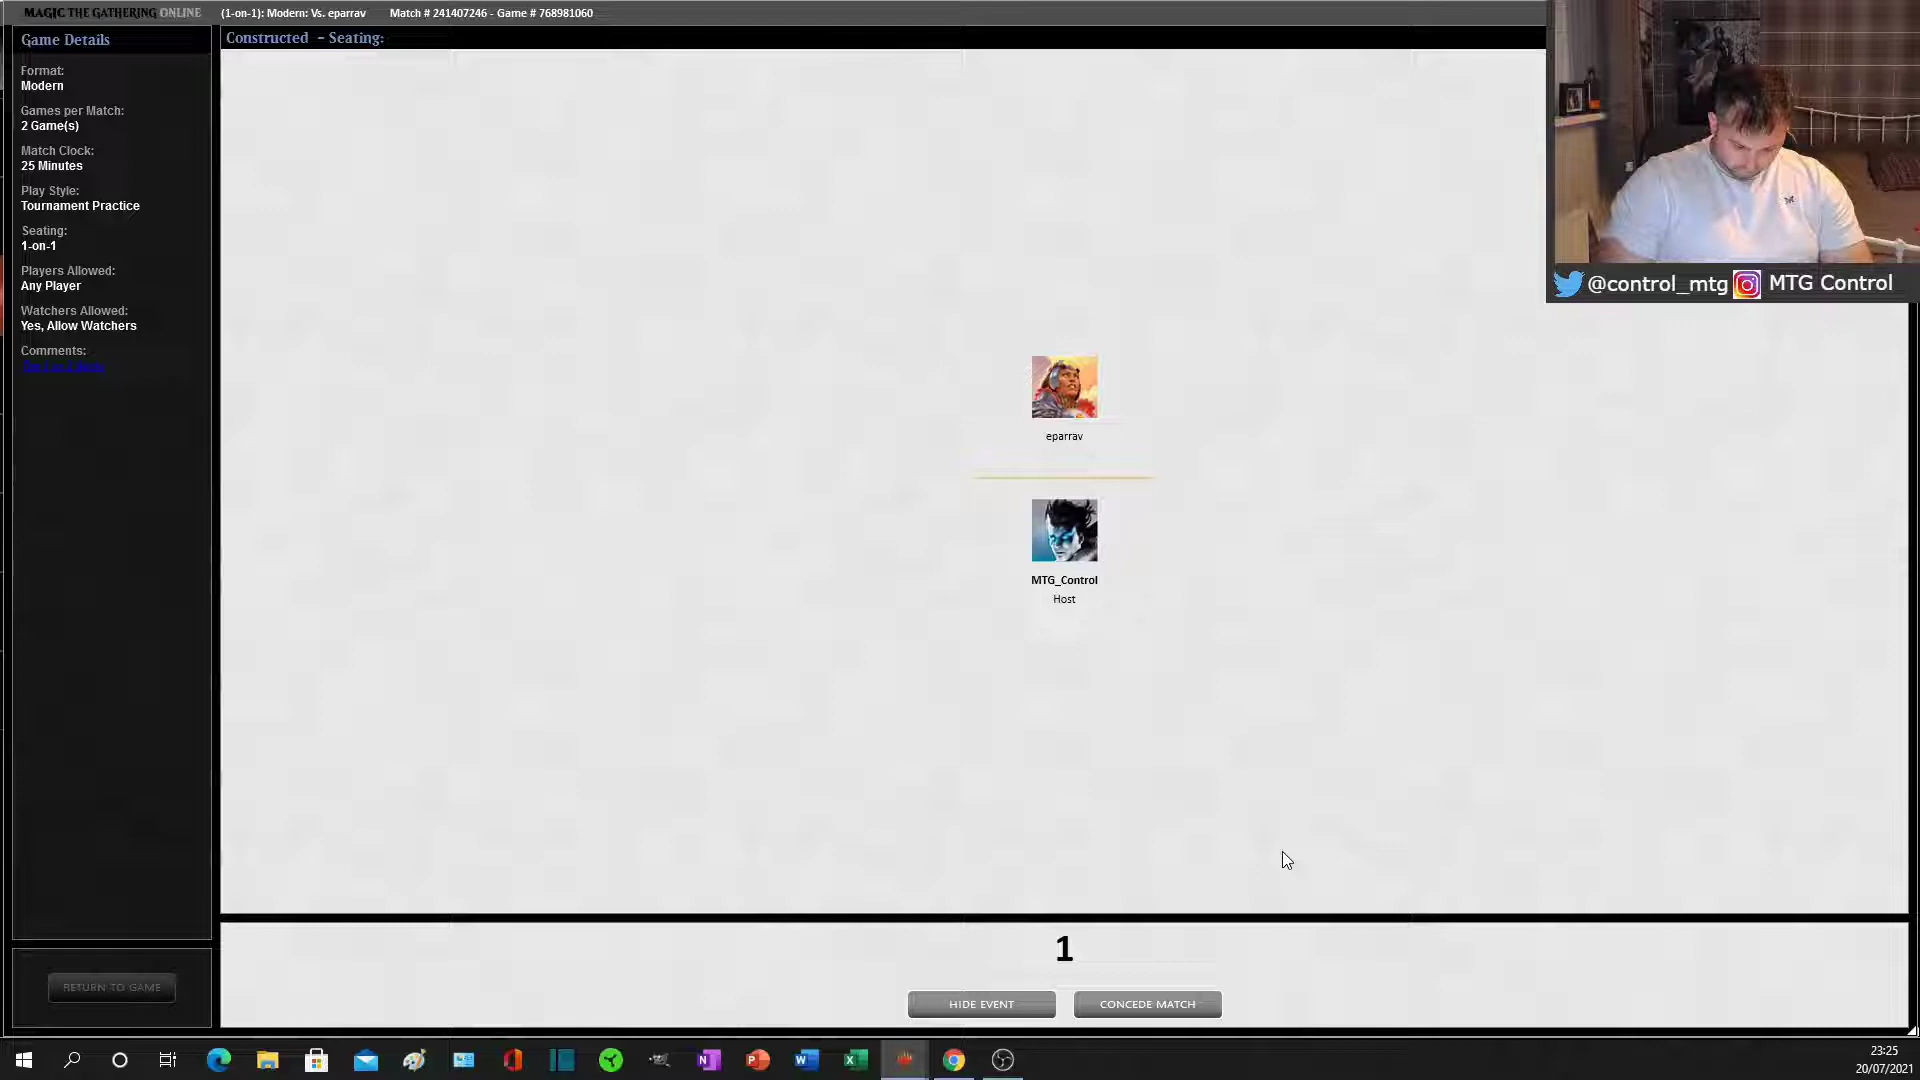 MAGIC THE GATHERING ONLINE (1-on-1): Modern: Vs. eparrav Match # 241407246 - Game # 768981060
Game Details
Constructed - Seating:
Format:
Modern
Games per Match:
2 Game(s)
Match Clock:
25 Minutes
Play Style:
Tournament Practice
Seating:
1-on-1
Players Allowed:
Any Player
Watchers Allowed:
Yes, Allow Watchers
Comments:
@control_mtg MTG Control
eparrav
MTG_Control
Host
1
RETURN TO GAME
HIDE EVENT CONCEDE MATCH
23:25
20/07/2021